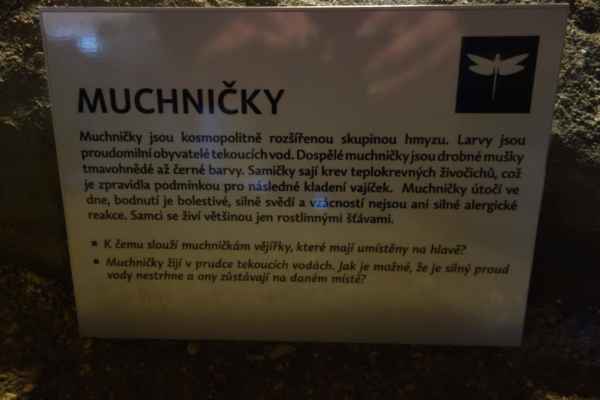 MUCHNIČKY
Muchničky jsou kosmopolitně rozšířenou skupinou hmyzu. Larvy jsou
proudomilní obyvatelé tekoucích vod. Dospělé muchničky jsou drobné mušky
tmavohnědé až černé barvy. Samičky sají krev teplokrevných živočichů, což
je zpravidla podmínkou pro následné kladení vajíček. Muchničky útočí ve
dne, bodnutí je bolestivé, silně svědí a vzácností nejsou ani silné alergické
reakce. Samci se živí většinou jen rostlinnými šťávami.
• K čemu slouží muchničkám vějířky, které mají umístěny na hlavě?
• Muchničky žijí v prudce tekoucích vodách. Jak je možné, že je silný proud
vody nestrhne a ony zůstávají na daném místě?